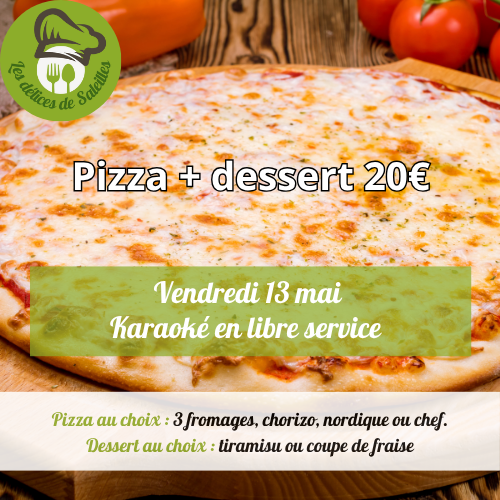 Les délices de Saleilles
Pizza + dessert 20€
Vendredi 13 mai
Karaoké en libre service
Pizza au choix : 3 fromages, chorizo, nordique ou chef.
Dessert au choix : tiramisu ou coupe de fraise